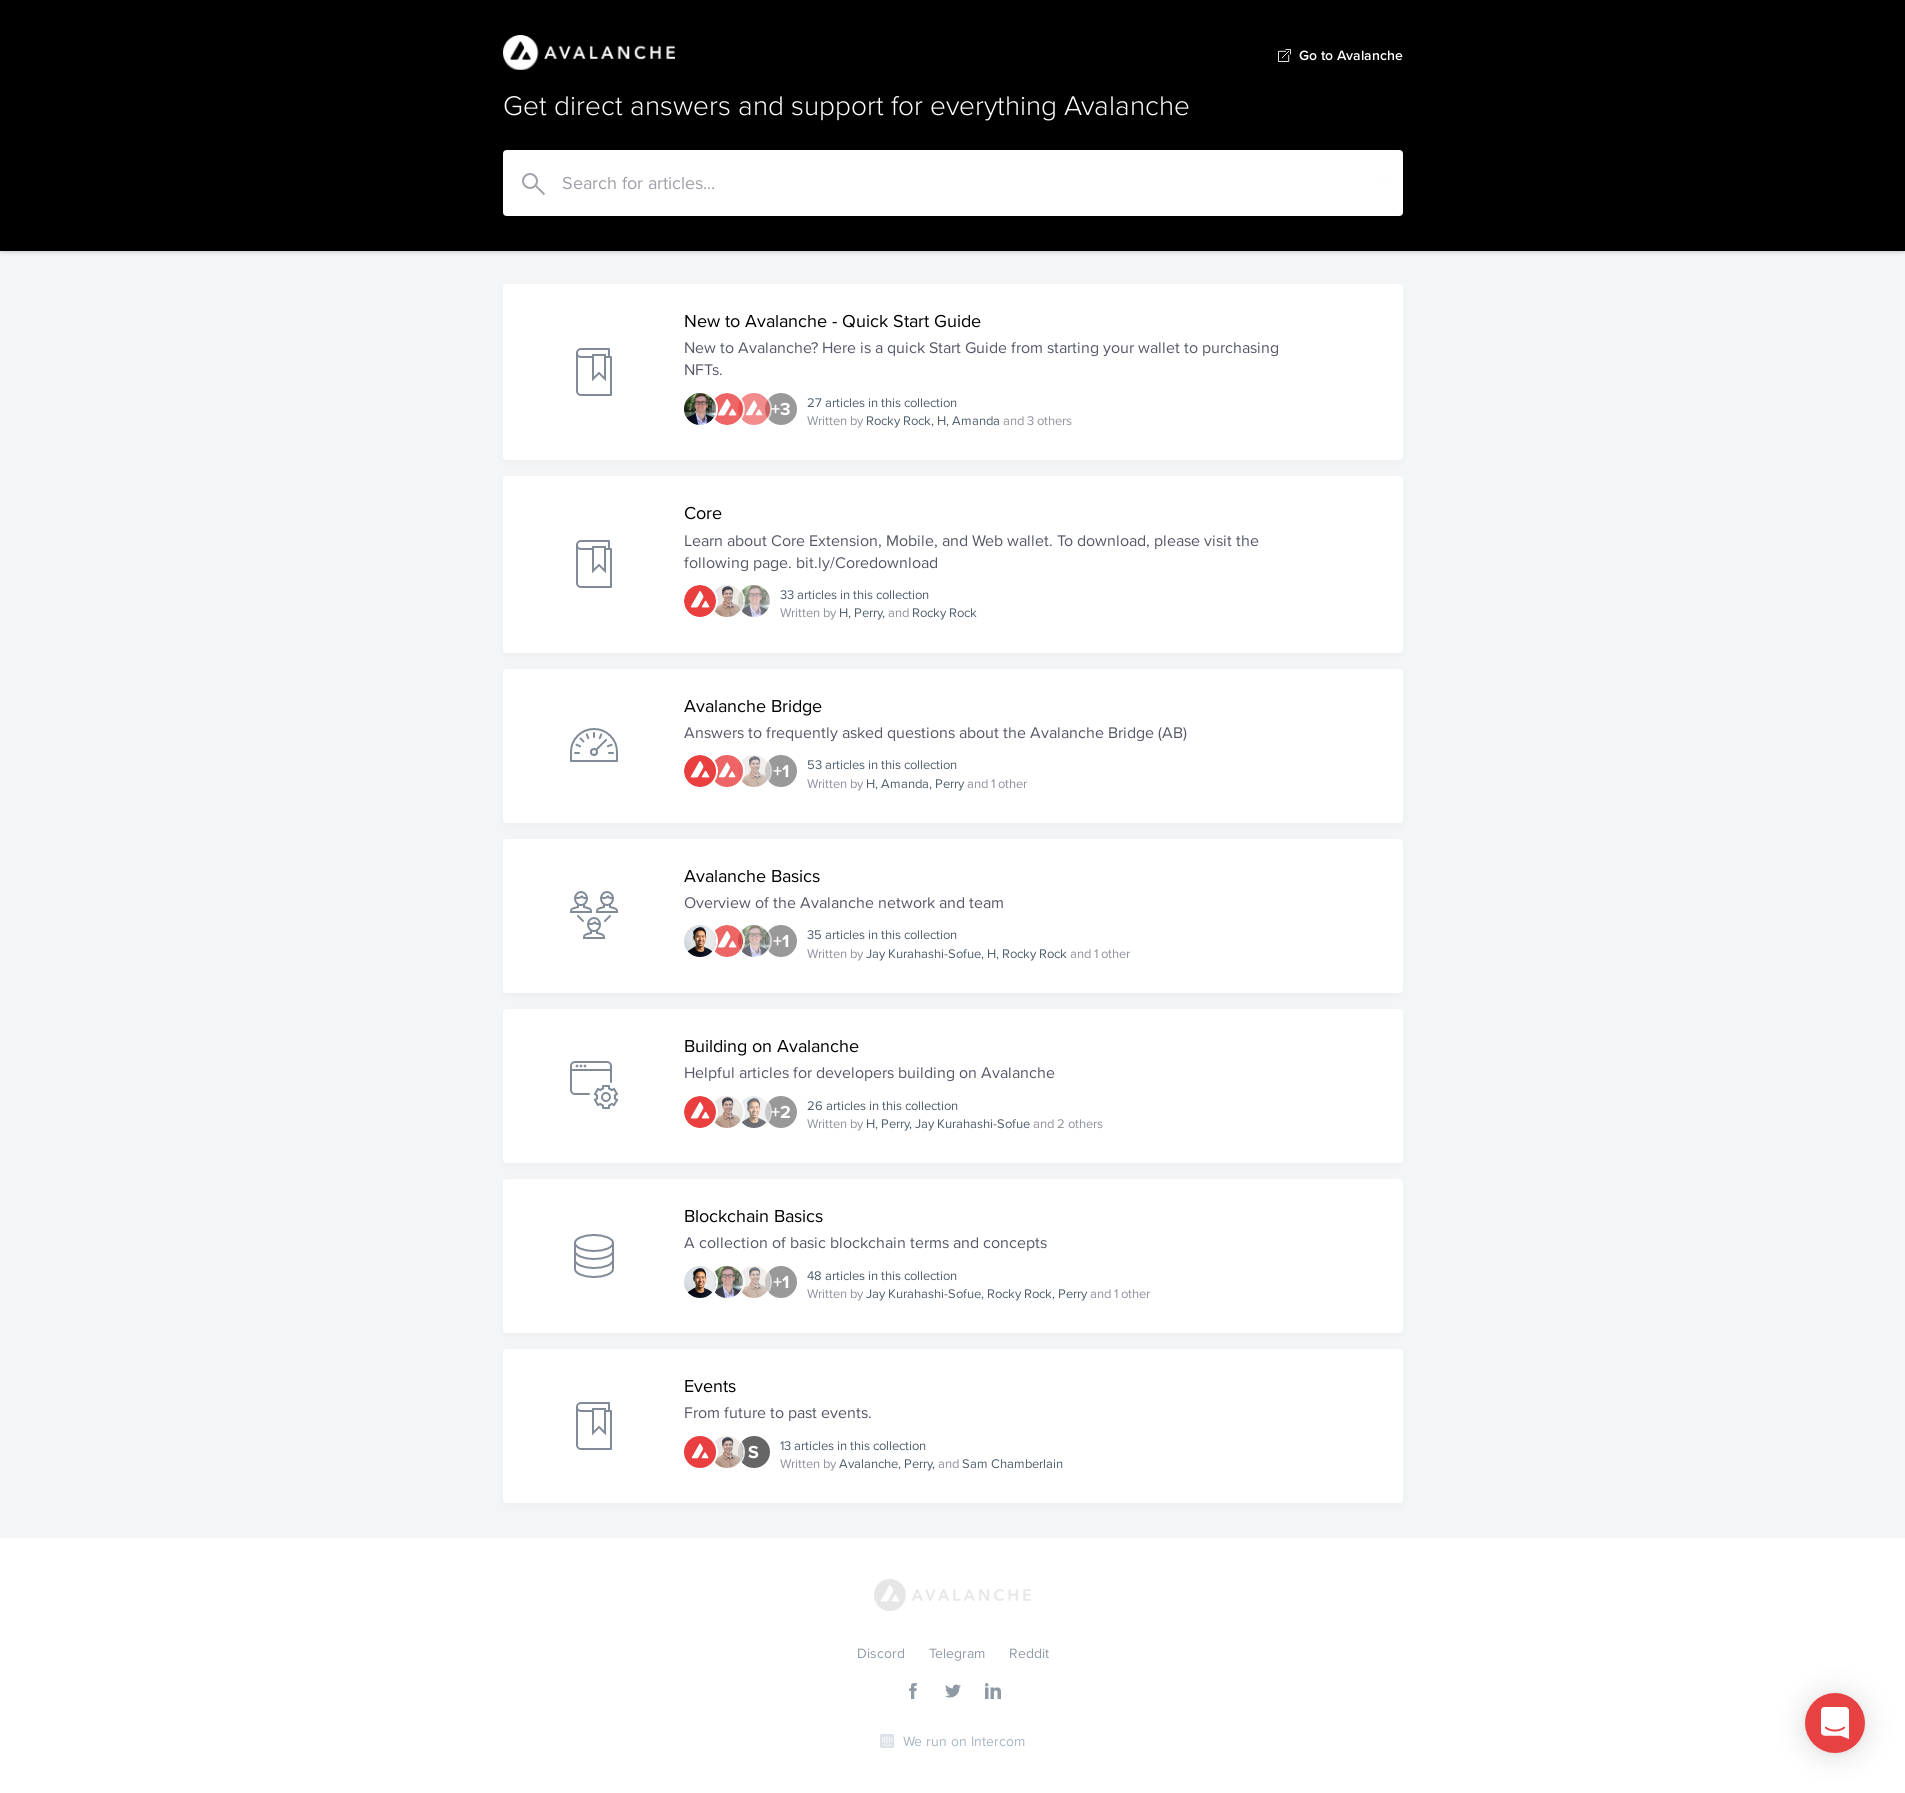 AVALANCHE
Go to Avalanche
Get direct answers and support for everything Avalanche
Search for articles...
New to Avalanche - Quick Start Guide
New to Avalanche? Here is a quick Start Guide from starting your wallet to purchasing
NFTs.
+3
27 articles in this collection
Written by Rocky Rock, H, Amanda and 3 others
Core
Learn about Core Extension, Mobile, and Web wallet. To download, please visit the
following page. bit.ly/Coredownload
33 articles in this collection
Written by H, Perry, and Rocky Rock
Avalanche Bridge
Answers to frequently asked questions about the Avalanche Bridge (AB)
+1
53 articles in this collection
Written by H, Amanda, Perry and 1 other
Avalanche Basics
Overview of the Avalanche network and team
+1
35 articles in this collection
Written by Jay Kurahashi-Sofue, H, Rocky Rock and 1 other
Building on Avalanche
Helpful articles for developers building on Avalanche
+2
26 articles in this collection
Written by H, Perry, Jay Kurahashi-Sofue and 2 others
Blockchain Basics
A collection of basic blockchain terms and concepts
+1
48 articles in this collection
Written by Jay Kurahashi-Sofue, Rocky Rock, Perry and 1 other
Events
From future to past events.
S
13 articles in this collection
Written by Avalanche, Perry, and Sam Chamberlain
AVALANCHE
Discord Telegram Reddit
We run on Intercom